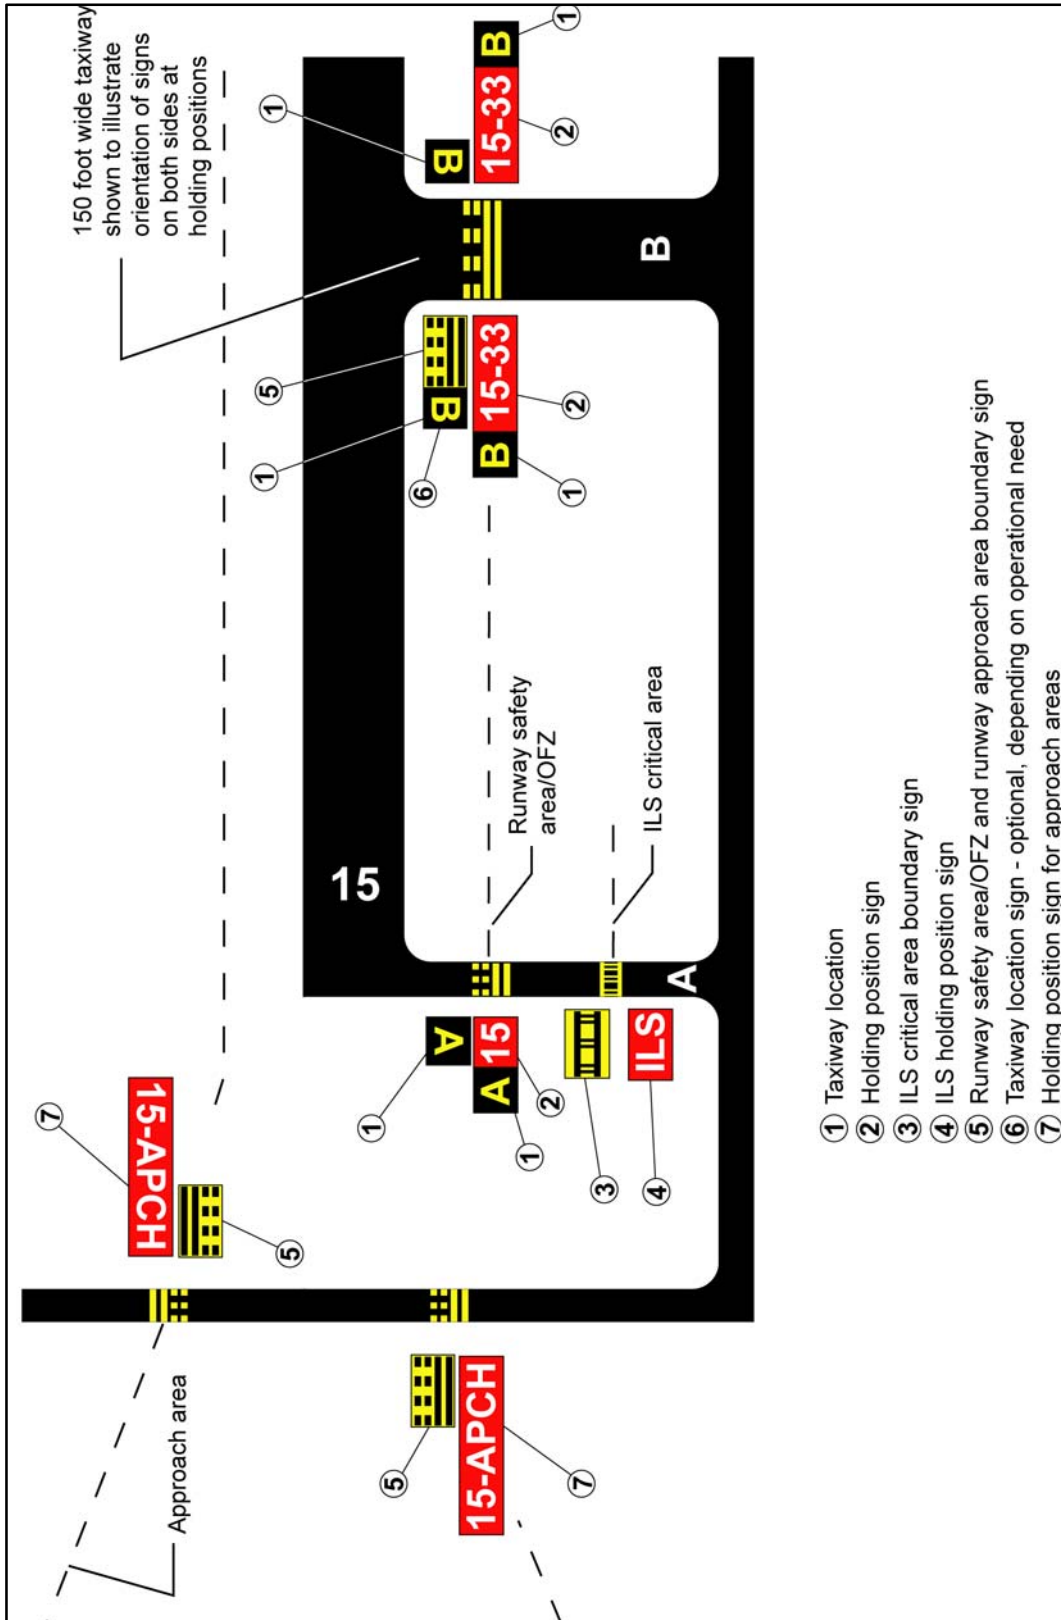 150 foot wide taxiway
shown to illustrate
orientation of signs
on both sides at
holding positions
7
15-APCH
Approach area
5
1
5
1
15
1
6
B
B
A
1
5
15-APCH
7
A 15
1
2
B 15-33
1
2
15-33 B
2
1
Runway safety
area/OFZ
3
ILS
4
ILS critical area
A
B
1 Taxiway location
2 Holding position sign
3 ILS critical area boundary sign
4 ILS holding position sign
5 Runway safety area/OFZ and runway approach area boundary sign
6 Taxiway location sign - optional, depending on operational need
7 Holding position sign for approach areas